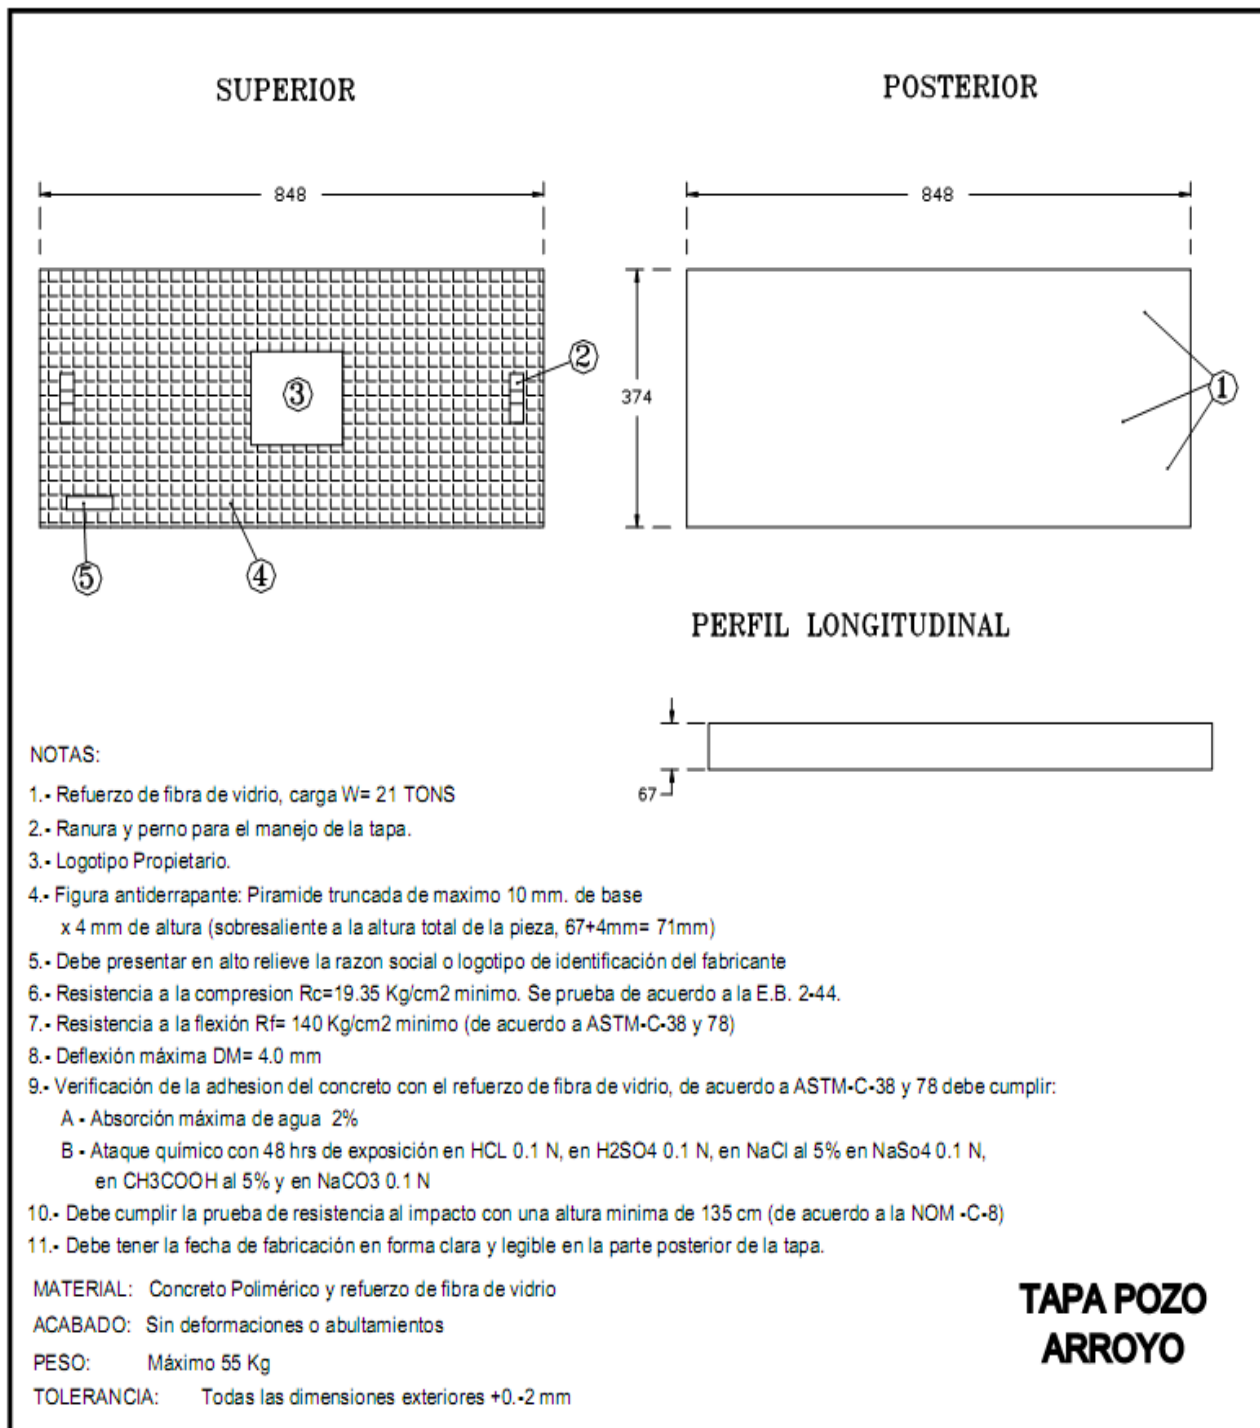 SUPERIOR
POSTERIOR
848
848
2
3
374
1
5
4
PERFIL LONGITUDINAL
67
NOTAS:
1.- Refuerzo de fibra de vidrio, carga W= 21 TONS
2.- Ranura y perno para el manejo de la tapa.
3.- Logotipo Propietario.
4.- Figura antiderrapante: Piramide truncada de maximo 10 mm. de base
x 4 mm de altura (sobresaliente a la altura total de la pieza, 67+4mm= 71mm)
5.- Debe presentar en alto relieve la razon social o logotipo de identificación del fabricante
6.- Resistencia a la compresion Rc=19.35 Kg/cm2 minimo. Se prueba de acuerdo a la E.B. 2-44.
7.- Resistencia a la flexión Rf= 140 Kg/cm2 minimo (de acuerdo a ASTM-C-38 y 78)
8.- Deflexión máxima DM= 4.0 mm
9.- Verificación de la adhesion del concreto con el refuerzo de fibra de vidrio, de acuerdo a ASTM-C-38 y 78 debe cumplir:
A - Absorción máxima de agua 2%
B - Ataque químico con 48 hrs de exposición en HCL 0.1 N, en H2SO4 0.1 N, en NaCl al 5% en NaSo4 0.1 N,
en CH3COOH al 5% y en NaCO3 0.1 N
10.- Debe cumplir la prueba de resistencia al impacto con una altura minima de 135 cm (de acuerdo a la NOM -C-8)
11.- Debe tener la fecha de fabricación en forma clara y legible en la parte posterior de la tapa.
MATERIAL: Concreto Polimérico y refuerzo de fibra de vidrio
ACABADO: Sin deformaciones o abultamientos
PESO: Máximo 55 Kg
TOLERANCIA: Todas las dimensiones exteriores +0.-2 mm
TAPA POZO
ARROYO